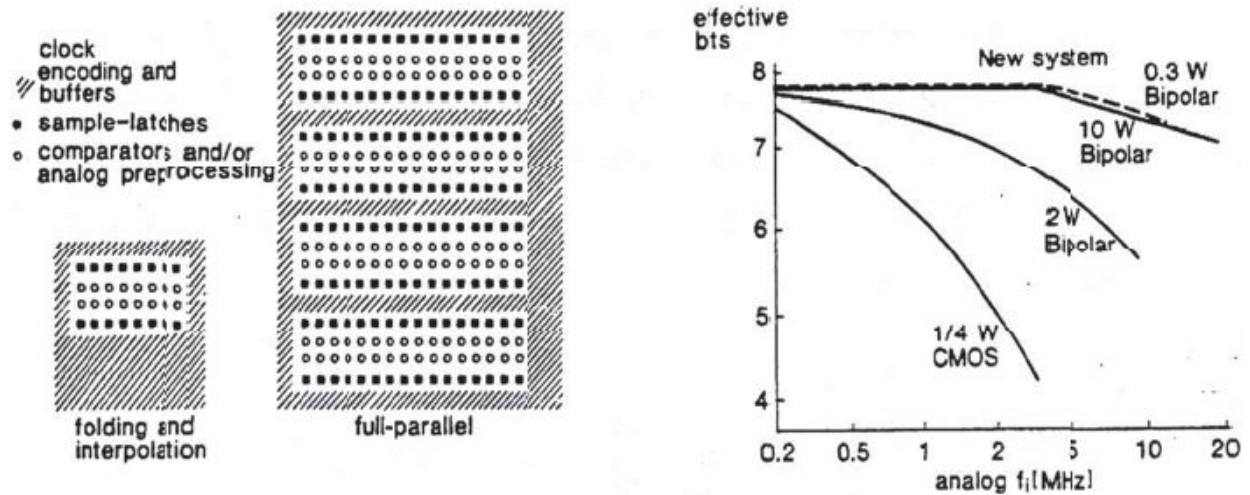 clock
encoding and
buffers
sample-latches
comparators and/or
analog preprocessing
folding and
interpolation
full-parallel
effective
bts
8
7
6
5
4
New system
0.3 W
Bipolar
10 W
Bipolar
2 W
Bipolar
1/4 W
CMOS
0.2 0.5 1 2 5 10 20
analog fi [MHz]